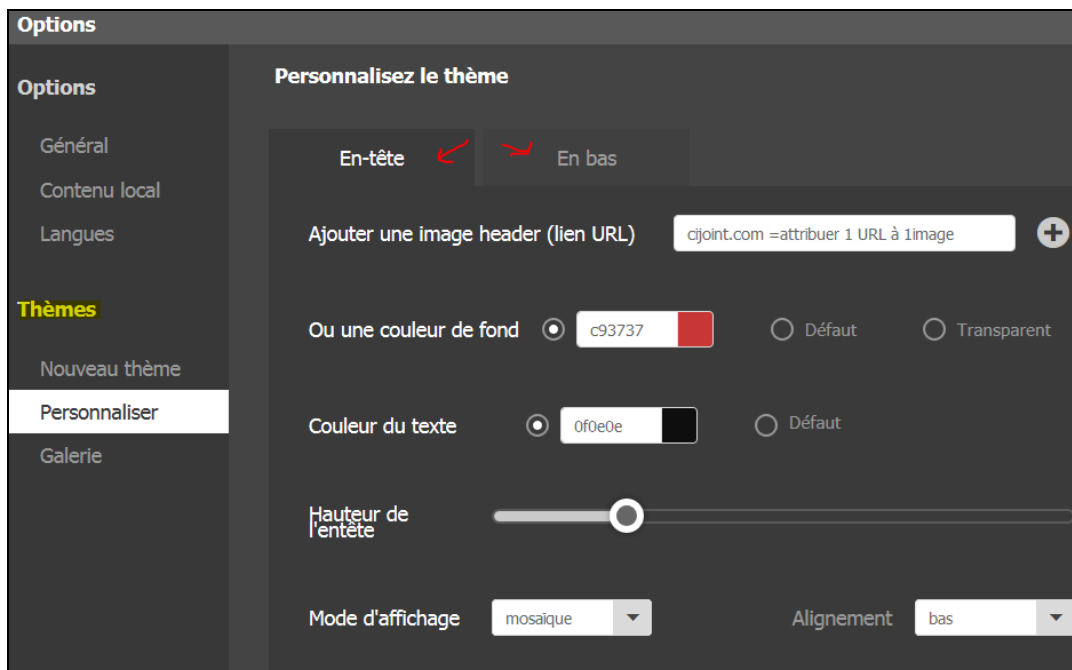 Options
Options
Général
Contenu local
Langues
Thèmes
Nouveau thème
Personnaliser
Galerie
Personnalisez le thème
En-tête
En bas
Ajouter une image header (lien URL)
cijoint.com =attribuer 1 URL à 1image
Ou une couleur de fond
c93737
Défaut
Transparent
Couleur du texte
0f0e0e
Défaut
Hauteur de
l'entête
Mode d'affichage
mosaïque
Alignement
bas